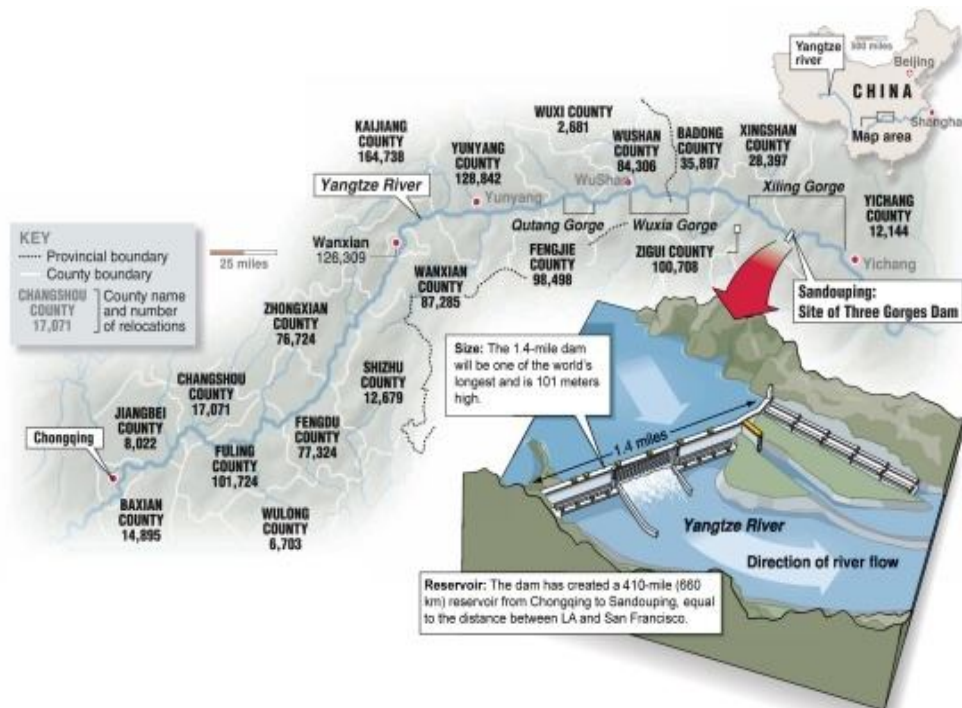 Yangtze
river
300 miles
Beijing
CHINA
Shanghai
Map area
WUXI COUNTY
2,681
KAIJIANG
COUNTY
164,738
YUNYANG
COUNTY
128,842
WUSHAN
COUNTY
84,306
BADONG
COUNTY
35,897
XINGSHAN
COUNTY
28,397
Yangtze River
Yunyang
WuShan
Xiling Gorge
Qutang Gorge
Wuxia Gorge
YICHANG
COUNTY
12,144
KEY
Provincial boundary
County boundary
CHANGSHOU
COUNTY
17,071
County name
and number
of relocations
25 miles
Wanxian
126,309
WANXIAN
COUNTY
87,285
FENGJIE
COUNTY
98,498
ZIGUI COUNTY
100,708
Yichang
Sandouping:
Site of Three Gorges Dam
ZHONGXIAN
COUNTY
76,724
SHIZHU
COUNTY
12,679
Size: The 1.4-mile dam
will be one of the world's
longest and is 101 meters
high.
CHANGSHOU
COUNTY
17,071
JIANGBEI
COUNTY
8,022
Chongqing
FENGDU
COUNTY
77,324
FULING
COUNTY
101,724
BAXIAN
COUNTY
14,895
WULONG
COUNTY
6,703
1.4 miles
Yangtze River
Direction of river flow
Reservoir: The dam has created a 410-mile (660
km) reservoir from Chongqing to Sandouping, equal
to the distance between LA and San Francisco.